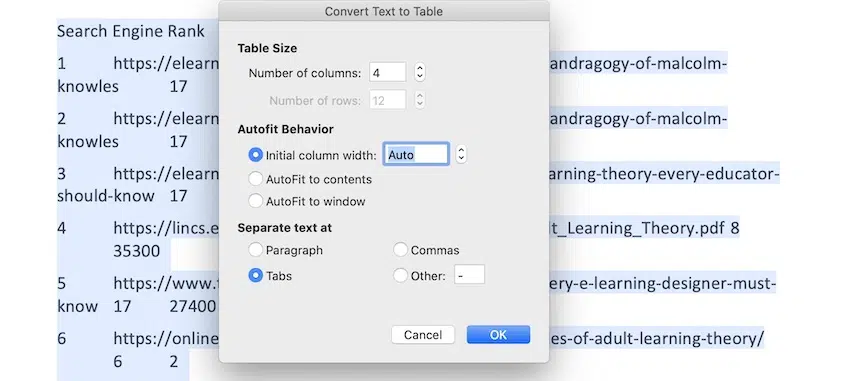 Convert Text to Table
Table Size
Number of columns: 4
Number of rows: 12
Autofit Behavior
Initial column width: Auto
AutoFit to contents
AutoFit to window
Separate text at
Paragraph Commas
Tabs Other: -
Cancel OK
Search Engine Rank
1 https://elearn andragogy-of-malcolm-
knowles 17
2 https://elearn andragogy-of-malcolm-
knowles 17
3 https://elearn arning-theory-every-educator-
should-know 17
4 https://lincs.e t_Learning_Theory.pdf 8
35300
5 https://www. ery-e-learning-designer-must-
know 17 27400
6 https://online es-of-adult-learning-theory/
6 2